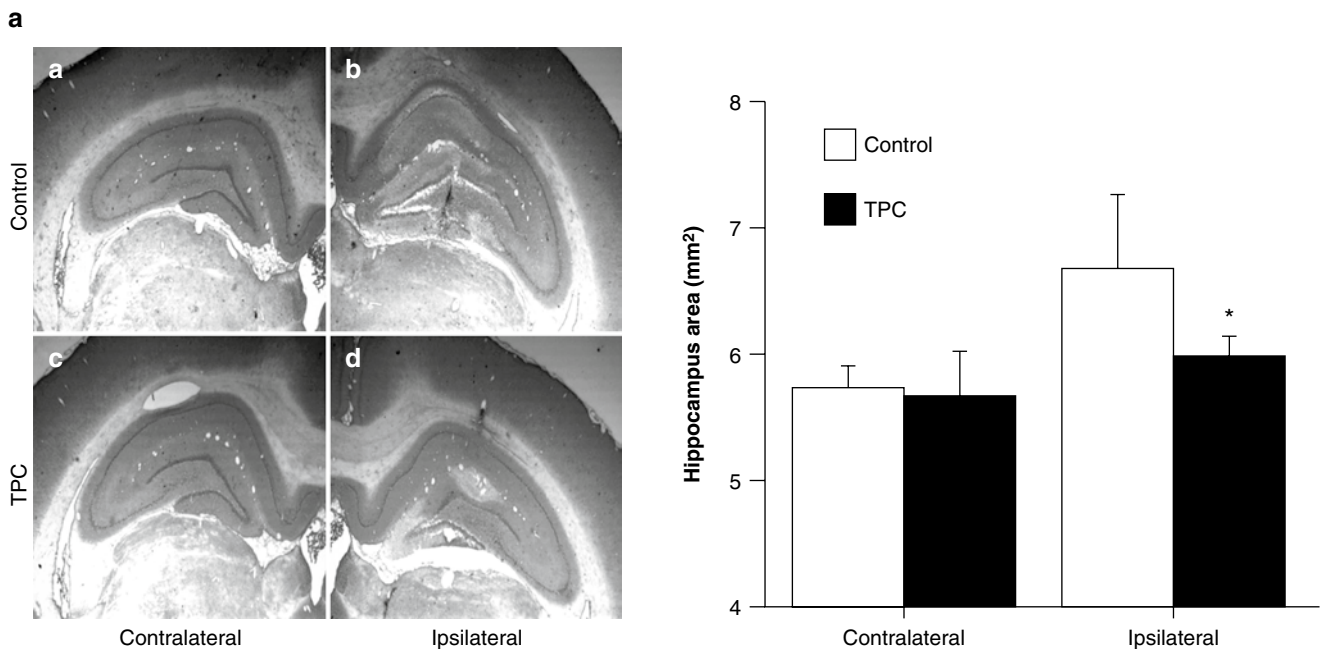 a
a
b
Control
c
d
TPC
Contralateral
Ipsilateral
Hippocampus area (mm²)
8
7
6
5
4
Control
TPC
*
Contralateral
Ipsilateral